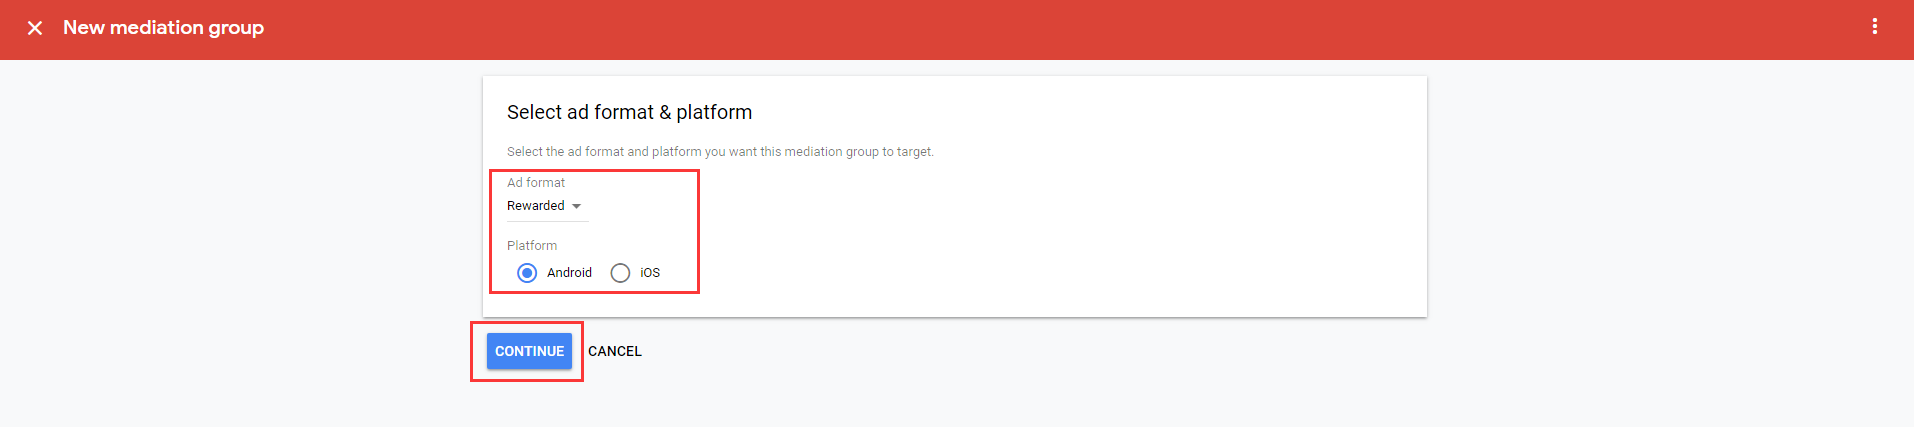 New mediation group
Select ad format & platform
Select the ad format and platform you want this mediation group to target.
Ad format
Rewarded
Platform
Android iOS
CONTINUE CANCEL